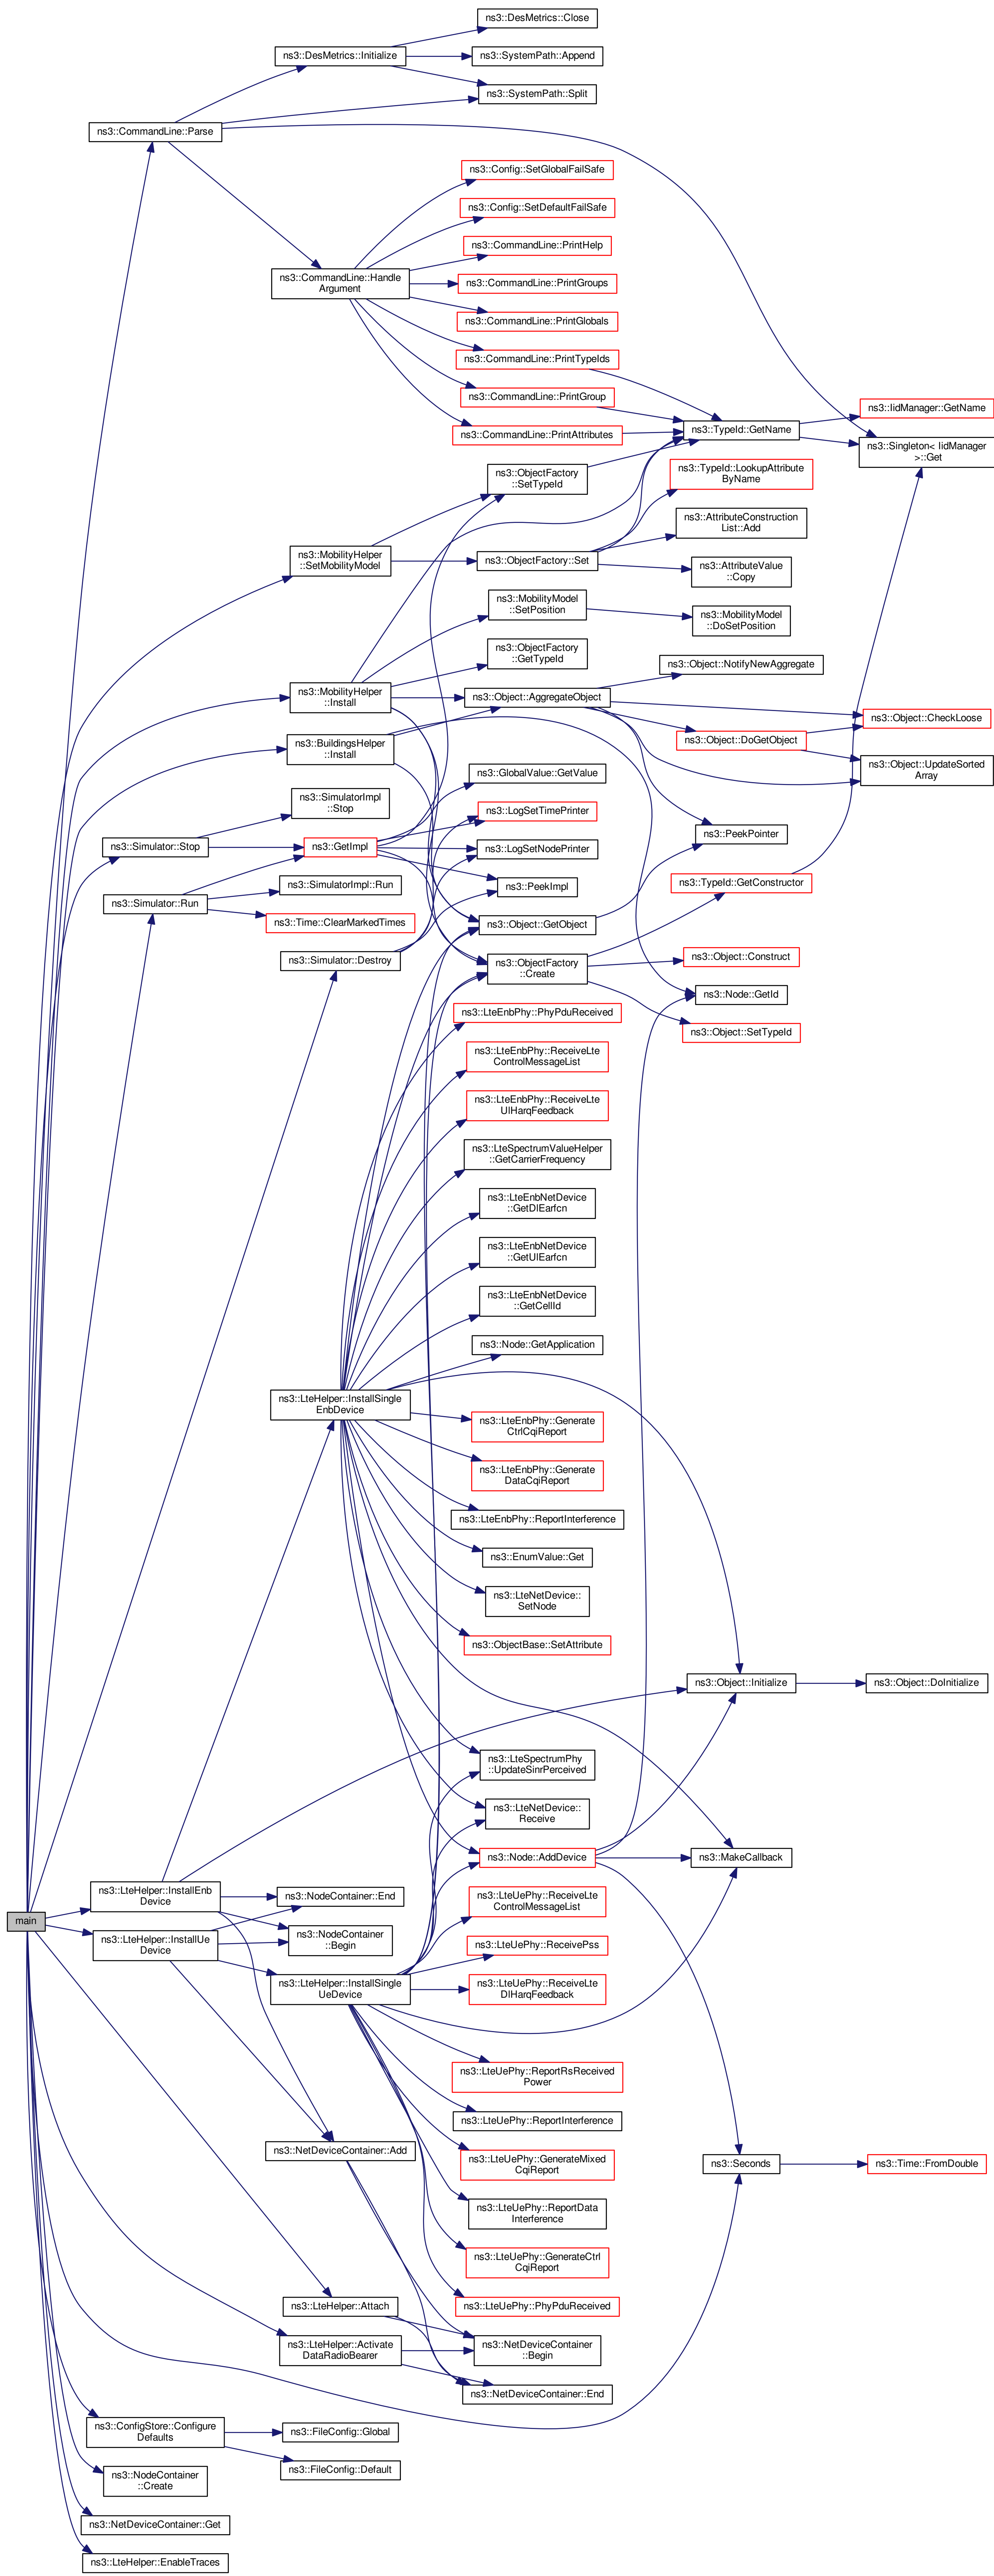 ns3::DesMetrics::Close
ns3::DesMetrics::Initialize
ns3::SystemPath::Append
ns3::SystemPath::Split
ns3::CommandLine::Parse
ns3::Config::SetGlobalFailSafe
ns3::Config::SetDefaultFailSafe
ns3::CommandLine::PrintHelp
ns3::CommandLine::Handle
Argument
ns3::CommandLine::PrintGroups
ns3::CommandLine::PrintGlobals
ns3::CommandLine::PrintTypeIds
ns3::CommandLine::PrintGroup
ns3::CommandLine::PrintAttributes
ns3::TypeId::GetName
ns3::IidManager::GetName
ns3::Singleton< IidManager
>::Get
ns3::ObjectFactory
::SetTypeId
ns3::TypeId::LookupAttribute
ByName
ns3::AttributeConstruction
List::Add
ns3::MobilityHelper
::SetMobilityModel
ns3::ObjectFactory::Set
ns3::AttributeValue
::Copy
ns3::MobilityModel
::SetPosition
ns3::MobilityModel
::DoSetPosition
ns3::ObjectFactory
::GetTypeId
ns3::Object::NotifyNewAggregate
ns3::MobilityHelper
::Install
ns3::Object::AggregateObject
ns3::Object::CheckLoose
ns3::Object::DoGetObject
ns3::BuildingsHelper
::Install
ns3::Object::UpdateSorted
Array
ns3::GlobalValue::GetValue
ns3::SimulatorImpl
::Stop
ns3::LogSetTimePrinter
ns3::PeekPointer
ns3::Simulator::Stop
ns3::GetImpl
ns3::LogSetNodePrinter
ns3::SimulatorImpl::Run
ns3::PeekImpl
ns3::TypeId::GetConstructor
ns3::Simulator::Run
ns3::Time::ClearMarkedTimes
ns3::Object::GetObject
ns3::Simulator::Destroy
ns3::ObjectFactory
::Create
ns3::Object::Construct
ns3::Node::GetId
ns3::LteEnbPhy::PhyPduReceived
ns3::Object::SetTypeId
ns3::LteEnbPhy::ReceiveLte
ControlMessageList
ns3::LteEnbPhy::ReceiveLte
UlHarqFeedback
ns3::LteSpectrumValueHelper
::GetCarrierFrequency
ns3::LteEnbNetDevice
::GetDlEarfcn
ns3::LteEnbNetDevice
::GetUlEarfcn
ns3::LteEnbNetDevice
::GetCellId
ns3::Node::GetApplication
ns3::LteHelper::InstallSingle
EnbDevice
ns3::LteEnbPhy::Generate
CtrlCqiReport
ns3::LteEnbPhy::Generate
DataCqiReport
ns3::LteEnbPhy::ReportInterference
ns3::EnumValue::Get
ns3::LteNetDevice::
SetNode
ns3::ObjectBase::SetAttribute
ns3::Object::Initialize
ns3::Object::DoInitialize
ns3::LteSpectrumPhy
::UpdateSinrPerceived
ns3::LteNetDevice::
Receive
ns3::Node::AddDevice
ns3::MakeCallback
ns3::LteHelper::InstallEnb
Device
ns3::NodeContainer::End
ns3::LteUePhy::ReceiveLte
ControlMessageList
main
ns3::LteHelper::InstallUe
Device
ns3::NodeContainer
::Begin
ns3::LteUePhy::ReceivePss
ns3::LteHelper::InstallSingle
UeDevice
ns3::LteUePhy::ReceiveLte
DlHarqFeedback
ns3::LteUePhy::ReportRsReceived
Power
ns3::LteUePhy::ReportInterference
ns3::NetDeviceContainer::Add
ns3::LteUePhy::GenerateMixed
CqiReport
ns3::Seconds
ns3::Time::FromDouble
ns3::LteUePhy::ReportData
Interference
ns3::LteUePhy::GenerateCtrl
CqiReport
ns3::LteHelper::Attach
ns3::LteUePhy::PhyPduReceived
ns3::LteHelper::Activate
DataRadioBearer
ns3::NetDeviceContainer
::Begin
ns3::NetDeviceContainer::End
ns3::ConfigStore::Configure
Defaults
ns3::FileConfig::Global
ns3::FileConfig::Default
ns3::NodeContainer
::Create
ns3::NetDeviceContainer::Get
ns3::LteHelper::EnableTraces